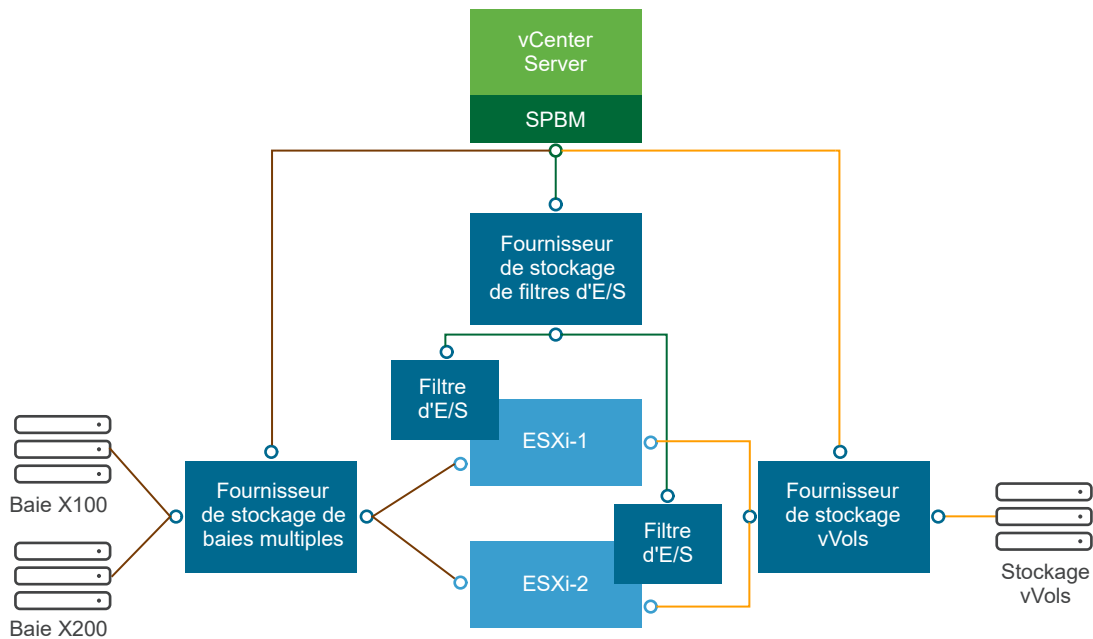 vCenter
Server
SPBM
Fournisseur
de stockage
de filtres d'E/S
Filtre
d'E/S
ESXi-1
Baie X100
Fournisseur
de stockage de
baies multiples
Fournisseur
de stockage
vVols
Filtre
d'E/S
ESXi-2
Stockage
vVols
Baie X200